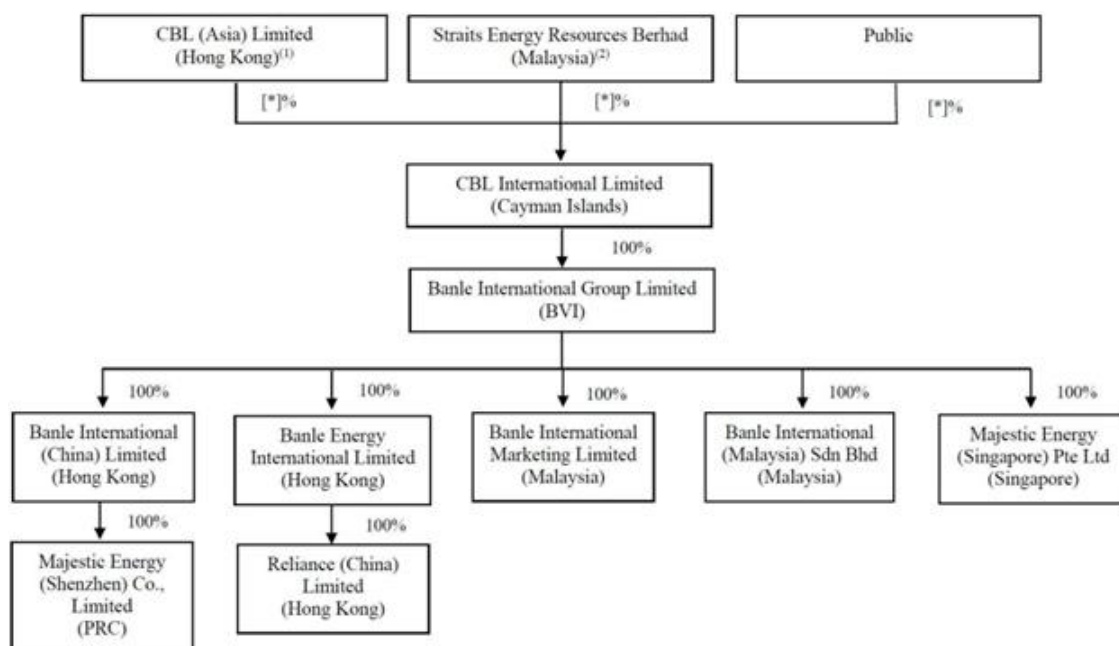 CBL (Asia) Limited
(Hong Kong)(1)
Straits Energy Resources Berhad
(Malaysia)(2)
Public
[*]%
[*]%
[*]%
CBL International Limited
(Cayman Islands)
100%
Banle International Group Limited
(BVI)
100%
100%
100%
100%
100%
Banle International
(China) Limited
(Hong Kong)
Banle Energy
International Limited
(Hong Kong)
Banle International
Marketing Limited
(Malaysia)
Banle International
(Malaysia) Sdn Bhd
(Malaysia)
Majestic Energy
(Singapore) Pte Ltd
(Singapore)
100%
100%
Majestic Energy
(Shenzhen) Co.,
Limited
(PRC)
Reliance (China)
Limited
(Hong Kong)